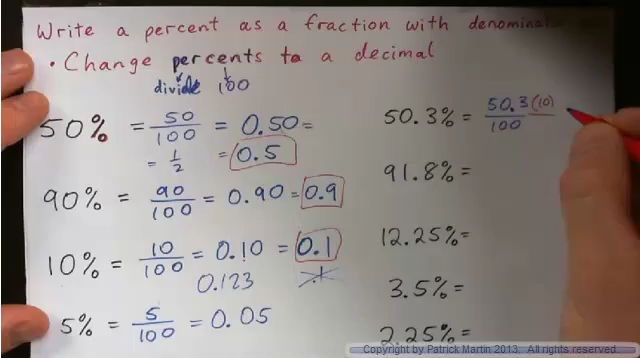 Write a percent as a fraction with denomina
• Change percents to a decimal
divide 100
50% = 50/100 = 0.50 =
= 1/2 = 0.5
90% = 90/100 = 0.90 = 0.9
10% = 10/100 = 0.10 = 0.1
0.123 .1
5% = 5/100 = 0.05
50.3% = 50.3(10)/100
91.8% =
12.25% =
3.5% =
2.25% =
Copyright by Patrick Martin 2013. All rights reserved.